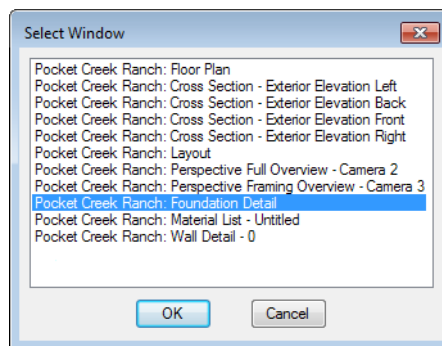 Select Window
Pocket Creek Ranch: Floor Plan
Pocket Creek Ranch: Cross Section - Exterior Elevation Left
Pocket Creek Ranch: Cross Section - Exterior Elevation Back
Pocket Creek Ranch: Cross Section - Exterior Elevation Front
Pocket Creek Ranch: Cross Section - Exterior Elevation Right
Pocket Creek Ranch: Layout
Pocket Creek Ranch: Perspective Full Overview - Camera 2
Pocket Creek Ranch: Perspective Framing Overview - Camera 3
Pocket Creek Ranch: Foundation Detail
Pocket Creek Ranch: Material List - Untitled
Pocket Creek Ranch: Wall Detail - 0
OK Cancel